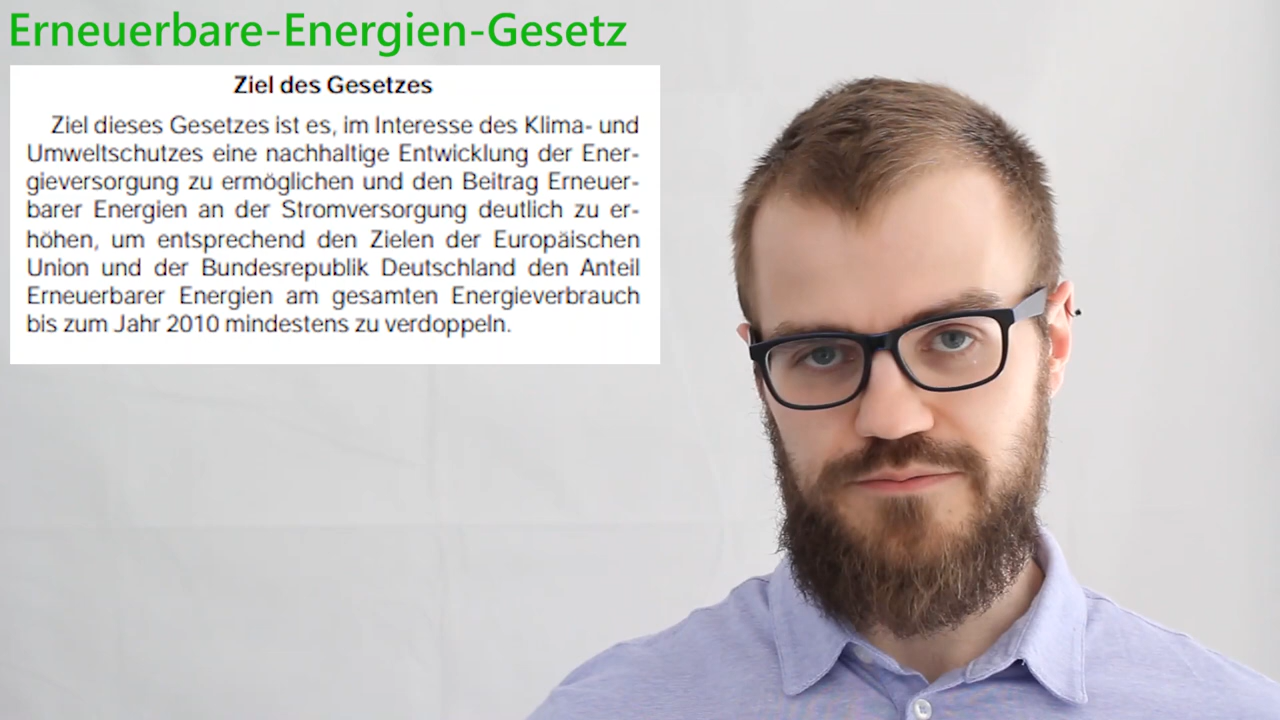 Erneuerbare-Energien-Gesetz
Ziel des Gesetzes
Ziel dieses Gesetzes ist es, im Interesse des Klima- und
Umweltschutzes eine nachhaltige Entwicklung der Ener-
gieversorgung zu ermöglichen und den Beitrag Erneuer-
barer Energien an der Stromversorgung deutlich zu er-
höhen, um entsprechend den Zielen der Europäischen
Union und der Bundesrepublik Deutschland den Anteil
Erneuerbarer Energien am gesamten Energieverbrauch
bis zum Jahr 2010 mindestens zu verdoppeln.